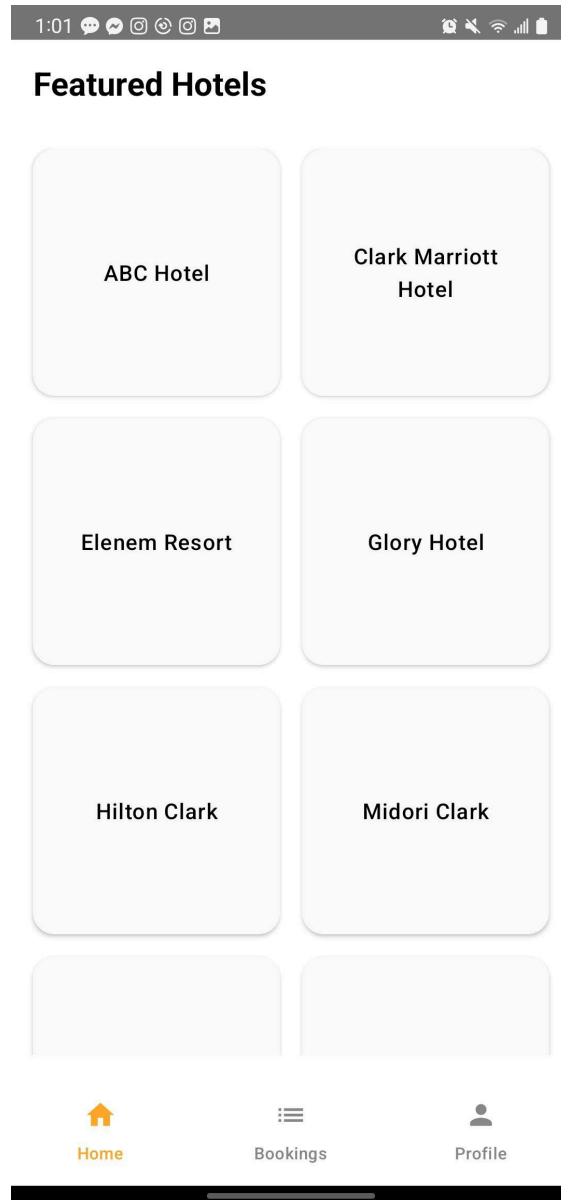 1:01
Featured Hotels
ABC Hotel
Clark Marriott
Hotel
Elenem Resort
Glory Hotel
Hilton Clark
Midori Clark
Home
Bookings
Profile